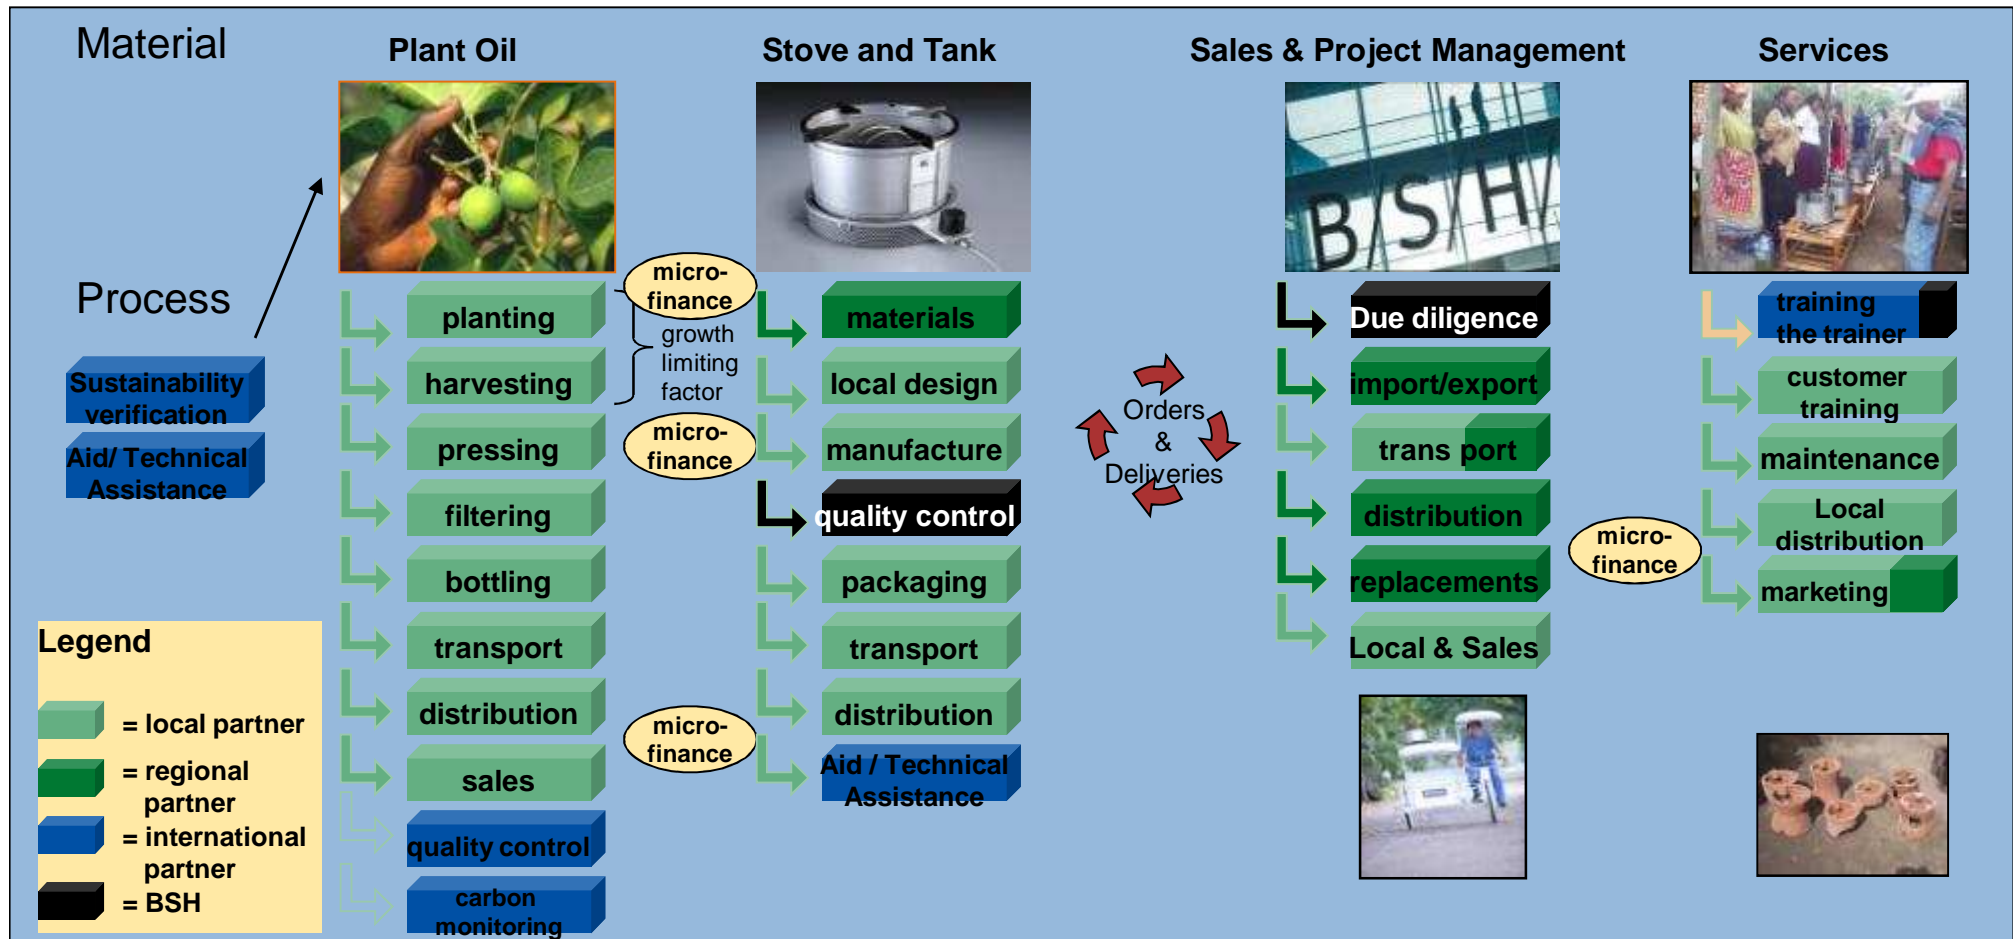 Material
Plant Oil
Stove and Tank
Sales & Project Management
Services
B/S/H/
Process
Sustainability
verification
Aid/ Technical
Assistance
planting
harvesting
pressing
filtering
bottling
transport
distribution
sales
quality control
carbon
monitoring
micro-
finance
growth
limiting
factor
micro-
finance
micro-
finance
materials
local design
manufacture
quality control
packaging
transport
distribution
Aid / Technical
Assistance
Orders
&
Deliveries
Due diligence
import/export
trans port
distribution
replacements
Local & Sales
micro-
finance
training
the trainer
customer
training
maintenance
Local
distribution
marketing
Legend
= local partner
= regional
partner
= international
partner
= BSH